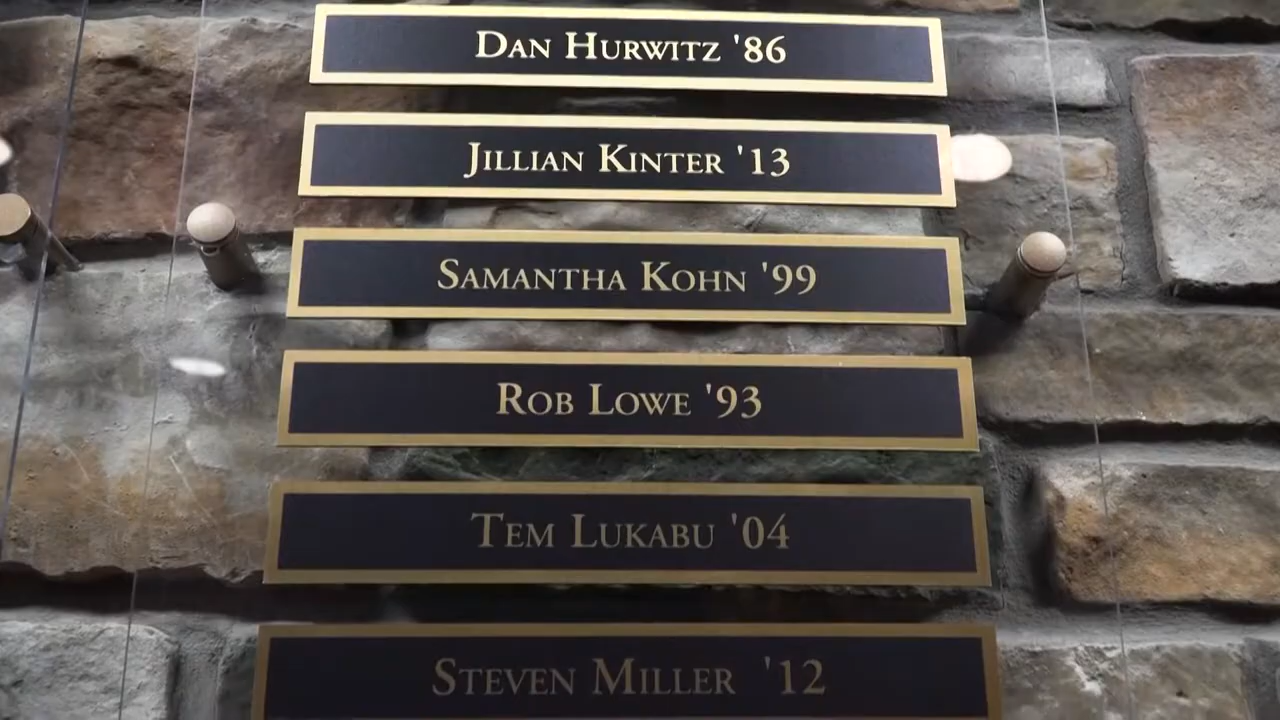 DAN HURWITZ '86
JILLIAN KINTER '13
SAMANTHA KOHN '99
ROB LOWE '93
TEM LUKABU '04
STEVEN MILLER '12